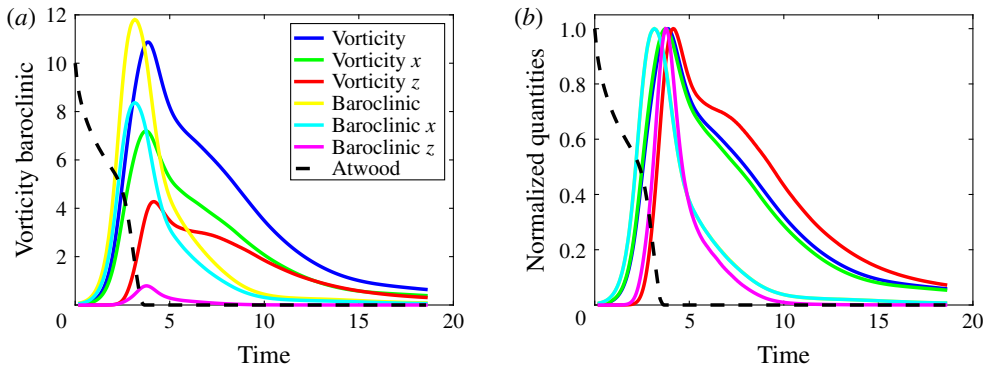 (a)
Vorticity baroclinic
12
10
8
6
4
2
0
5
10
15
20
Time
Vorticity
Vorticity x
Vorticity z
Baroclinic
Baroclinic x
Baroclinic z
Atwood
(b)
Normalized quantities
1.0
0.8
0.6
0.4
0.2
0
5
10
15
20
Time